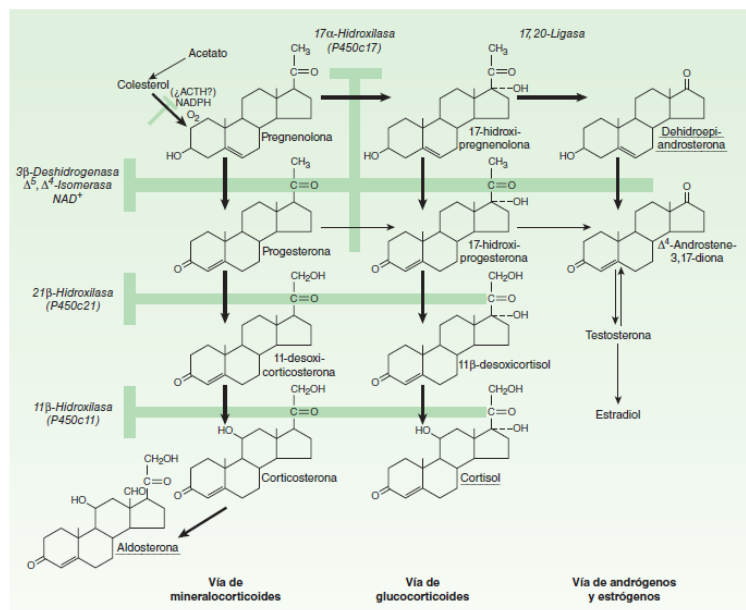 17α-Hidroxilasa
(P450c17)
17,20-Ligasa
Acetato
Colesterol
(¿ACTH?)
NADPH
O2
CH3
C=O
HO
Pregnenolona
CH3
C=O
--OH
HO
17-hidroxi-
pregnenolona
O
HO
Dehidroepi-
androsterona
3β-Deshidrogenasa
Δ5, Δ4-Isomerasa
NAD+
CH3
C=O
O
Progesterona
CH3
C=O
--OH
O
17-hidroxi-
progesterona
O
O
Δ4-Androstene-
3,17-diona
21β-Hidroxilasa
(P450c21)
CH2OH
C=O
O
11-desoxi-
corticosterona
CH2OH
C=O
--OH
O
11β-desoxicortisol
Testosterona
Estradiol
11β-Hidroxilasa
(P450c11)
CH2OH
C=O
HO
O
Corticosterona
CH2OH
C=O
--OH
HO
O
Cortisol
CH2OH
C=O
CHO
HO
O
Aldosterona
Vía de
mineralocorticoides
Vía de
glucocorticoides
Vía de andrógenos
y estrógenos